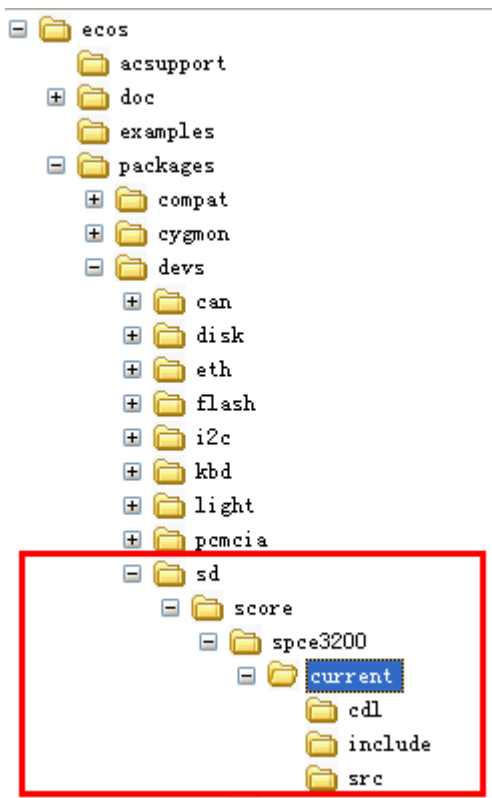 ecos
acsupport
doc
examples
packages
compat
cygmon
devs
can
disk
eth
flash
i2c
kbd
light
pcmcia
sd
score
spce3200
current
cdl
include
src